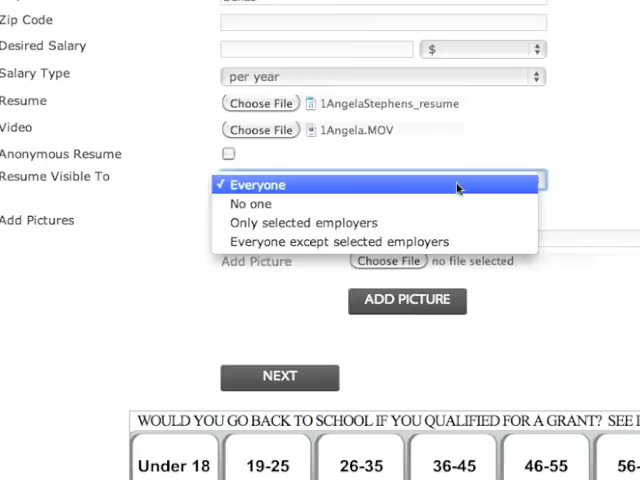 Zip Code
Desired Salary
$
Salary Type
per year
Resume
Choose File
1AngelaStephens_resume
Video
Choose File
1Angela.MOV
Anonymous Resume
Resume Visible To
✓ Everyone
No one
Only selected employers
Everyone except selected employers
Add Pictures
Add Picture
Choose File
no file selected
ADD PICTURE
NEXT
WOULD YOU GO BACK TO SCHOOL IF YOU QUALIFIED FOR A GRANT? SEE
Under 18
19-25
26-35
36-45
46-55
56-